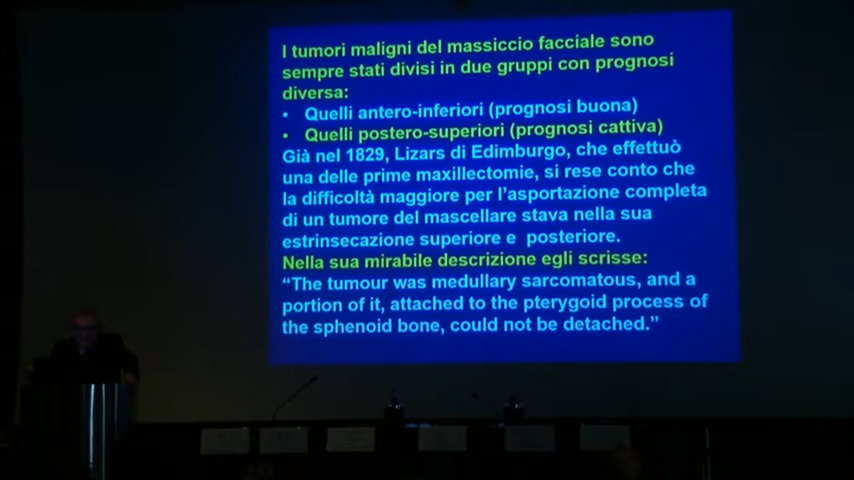 I tumori maligni del massiccio facciale sono
sempre stati divisi in due gruppi con prognosi
diversa:
• Quelli antero-inferiori (prognosi buona)
• Quelli postero-superiori (prognosi cattiva)
Già nel 1829, Lizars di Edimburgo, che effettuò
una delle prime maxillectomie, si rese conto che
la difficoltà maggiore per l'asportazione completa
di un tumore del mascellare stava nella sua
estrinsecazione superiore e posteriore.
Nella sua mirabile descrizione egli scrisse:
“The tumour was medullary sarcomatous, and a
portion of it, attached to the pterygoid process of
the sphenoid bone, could not be detached.”